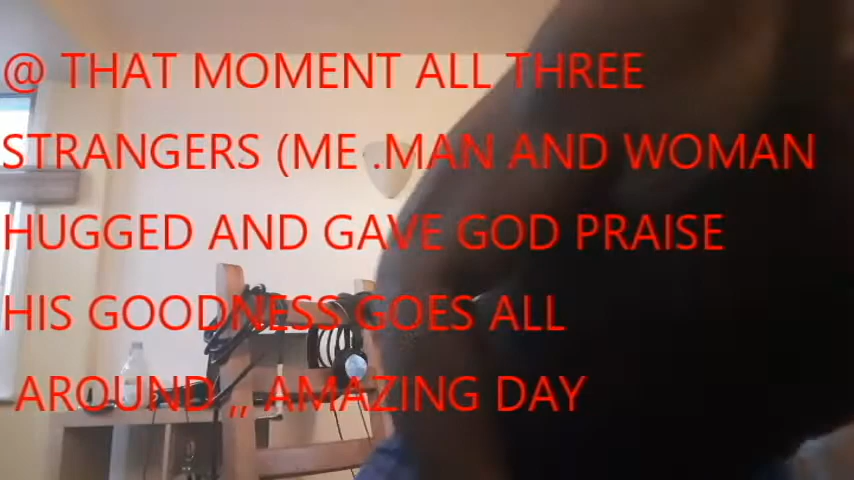 @ THAT MOMENT ALL THREE
STRANGERS (ME .MAN AND WOMAN
HUGGED AND GAVE GOD PRAISE
HIS GOODNESS GOES ALL
AROUND ,, AMAZING DAY